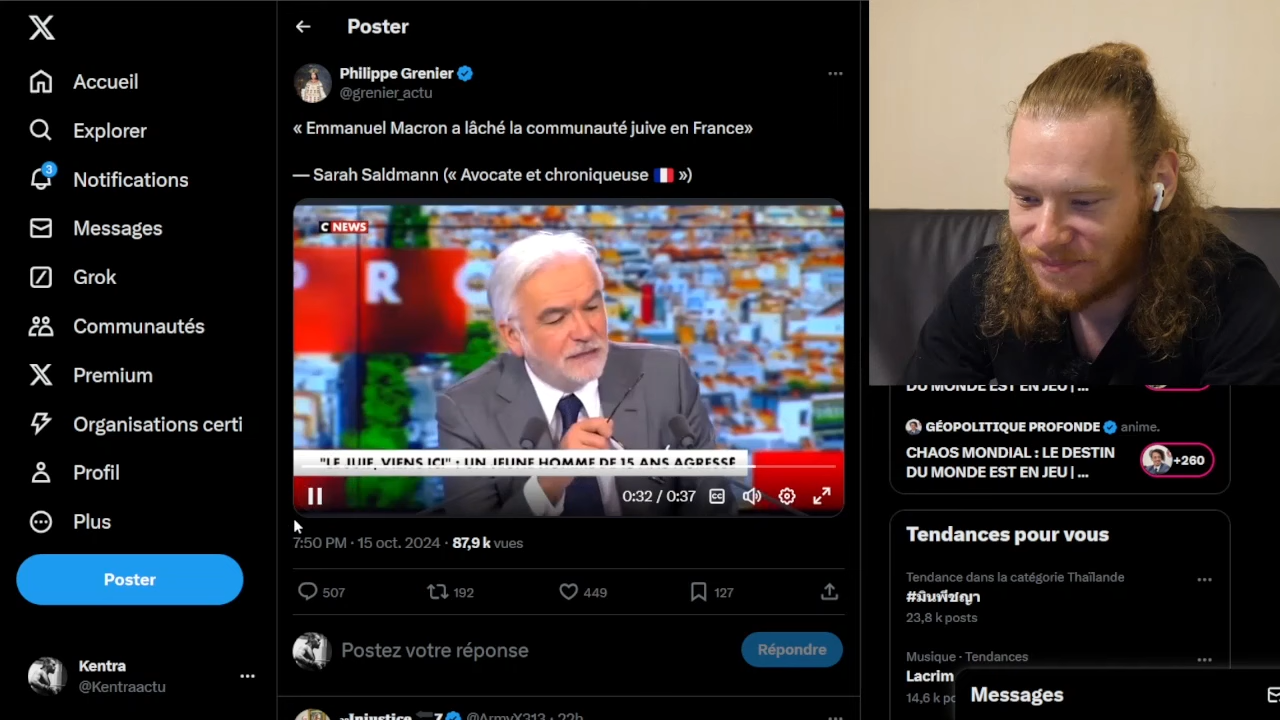 Accueil
Explorer
3
Notifications
Messages
Grok
Communautés
Premium
Organisations certi
Profil
Plus
Poster
Kentra
@Kentraactu
Poster
Philippe Grenier
@grenier_actu
« Emmanuel Macron a lâché la communauté juive en France»
— Sarah Saldmann (« Avocate et chroniqueuse 🇫🇷 »)
C NEWS
P R O
"LE JUIF, VIENS ICI" : UN JEUNE HOMME DE 15 ANS AGRESSÉ
0:32 / 0:37
CC
7:50 PM · 15 oct. 2024 · 87,9 k vues
507
192
449
127
Postez votre réponse
Répondre
@ArmyX313 · 22h
DU MONDE EST EN JEU | ...
GÉOPOLITIQUE PROFONDE anime.
CHAOS MONDIAL : LE DESTIN
DU MONDE EST EN JEU | ...
+260
Tendances pour vous
Tendance dans la catégorie Thaïlande
#มินพีชญา
23,8 k posts
Musique · Tendances
Lacrim
14,6 k
Messages